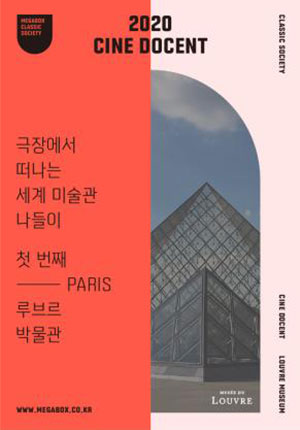 MEGABOX
CLASSIC
SOCIETY
2020
CINE DOCENT
CLASSIC SOCIETY
극장에서
떠나는
세계 미술관
나들이
첫 번째
PARIS
루브르
박물관
MUSÉE DU
LOUVRE
CINE DOCENT
LOUVRE MUSEUM
WWW.MEGABOX.CO.KR